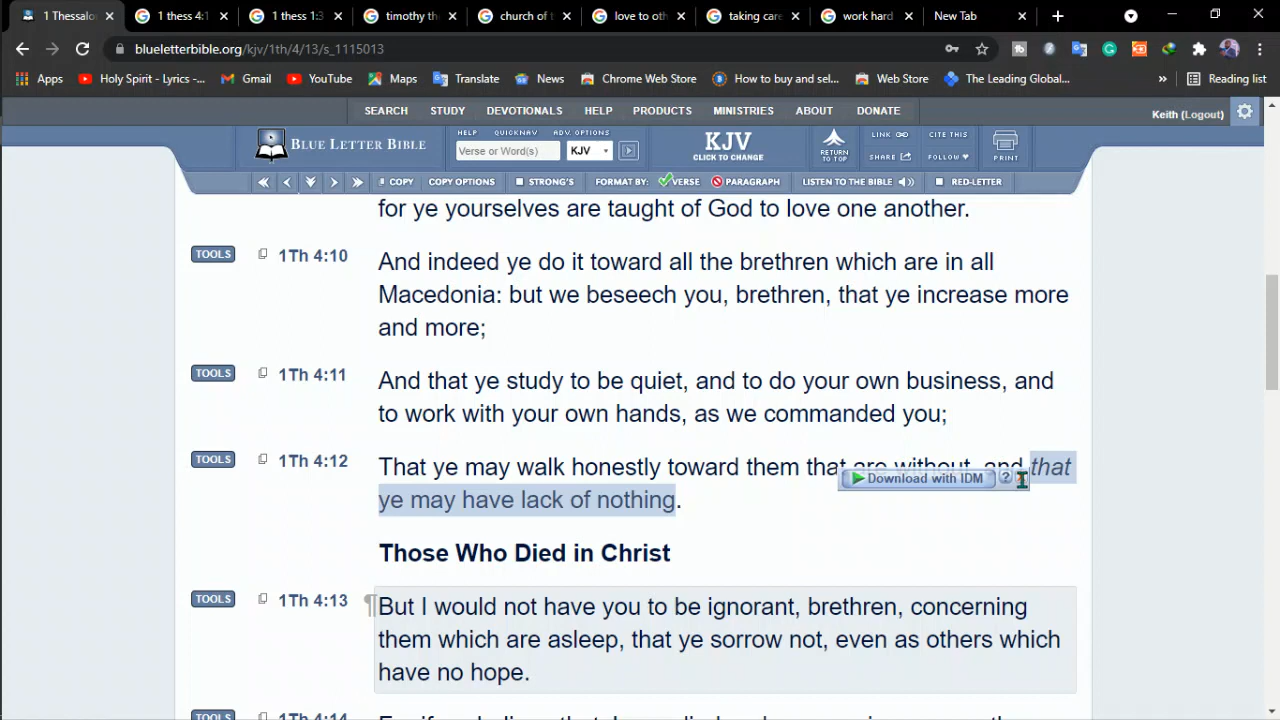 1 Thessalo
1 thess 4:1
1 thess 1:3
timothy the
church of t
love to oth
taking care
work hard
New Tab
blueletterbible.org/kjv/1th/4/13/s_1115013
Apps
Holy Spirit - Lyrics -...
Gmail
YouTube
Maps
Translate
News
Chrome Web Store
How to buy and sel...
Web Store
The Leading Global...
»
Reading list
SEARCH STUDY DEVOTIONALS HELP PRODUCTS MINISTRIES ABOUT DONATE
Keith (Logout)
BLUE LETTER BIBLE
HELP QUICKNAV ADV. OPTIONS
Verse or Word(s)
KJV
KJV
CLICK TO CHANGE
RETURN
TO TOP
LINK
CITE THIS
SHARE
FOLLOW
PRINT
COPY COPY OPTIONS STRONG'S FORMAT BY: VERSE PARAGRAPH LISTEN TO THE BIBLE RED-LETTER
for ye yourselves are taught of God to love one another.
TOOLS 1Th 4:10 And indeed ye do it toward all the brethren which are in all
Macedonia: but we beseech you, brethren, that ye increase more
and more;
TOOLS 1Th 4:11 And that ye study to be quiet, and to do your own business, and
to work with your own hands, as we commanded you;
TOOLS 1Th 4:12 That ye may walk honestly toward them that are without, and that
Download with IDM ?
ye may have lack of nothing.
Those Who Died in Christ
TOOLS 1Th 4:13 ¶But I would not have you to be ignorant, brethren, concerning
them which are asleep, that ye sorrow not, even as others which
have no hope.
TOOLS 1Th 4:14